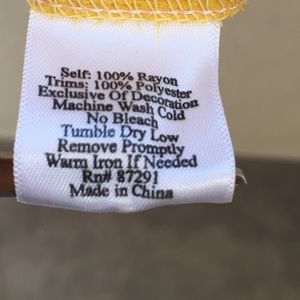 Self: 100% Rayon
Trims: 100% Polyester
Exclusive Of Decoration
Machine Wash Cold
No Bleach
Tumble Dry Low
Remove Promptly
Warm Iron If Needed
Rn# 87291
Made in China